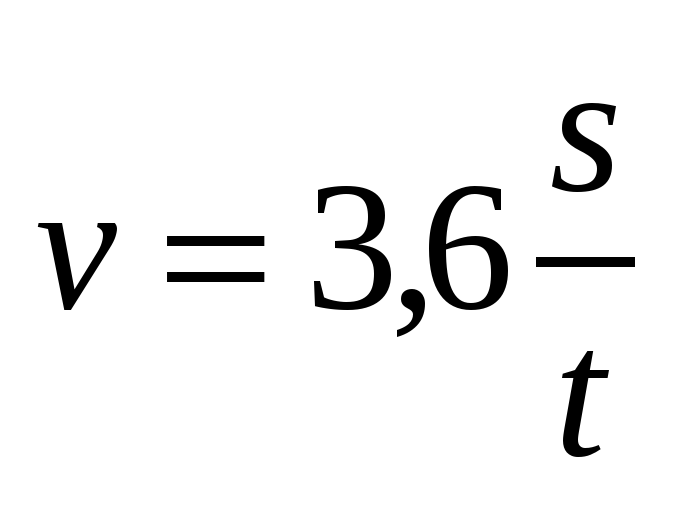 v = 3,6 s/t